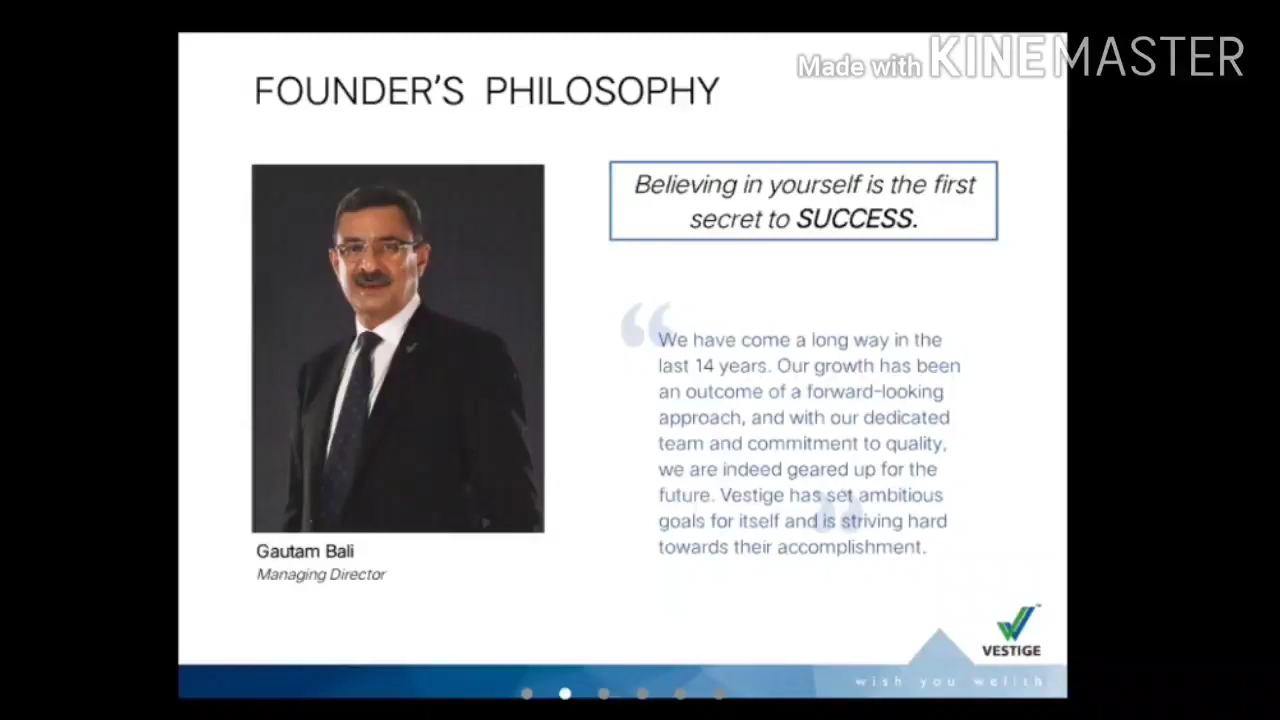 Made with KINEMASTER
FOUNDER'S PHILOSOPHY
Believing in yourself is the first
secret to SUCCESS.
“
We have come a long way in the
last 14 years. Our growth has been
an outcome of a forward-looking
approach, and with our dedicated
team and commitment to quality,
we are indeed geared up for the
future. Vestige has set ambitious
goals for itself and is striving hard
towards their accomplishment.
”
Gautam Bali
Managing Director
VESTIGE
wish you wellth